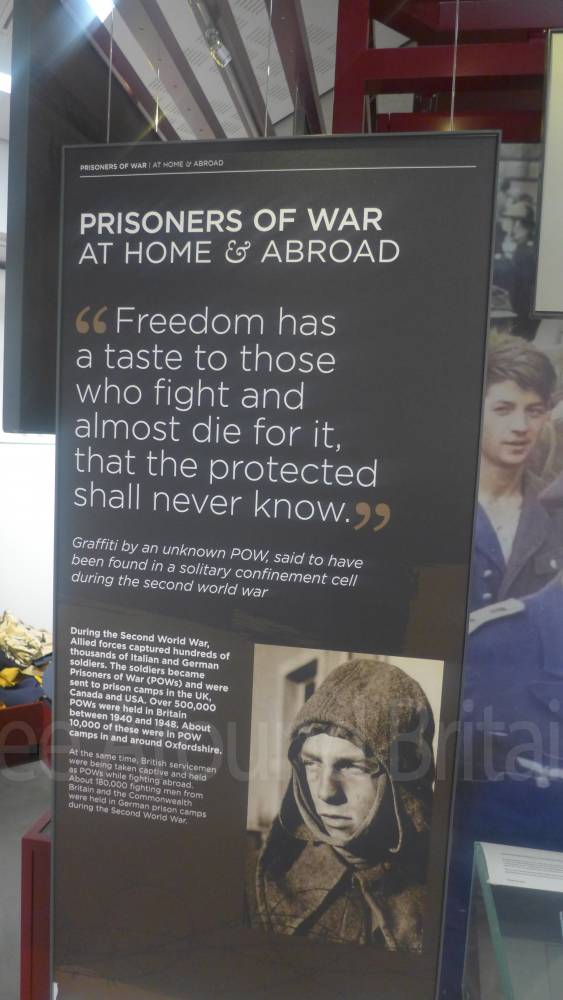 PRISONERS OF WAR | AT HOME & ABROAD
PRISONERS OF WAR
AT HOME & ABROAD
“Freedom has
a taste to those
who fight and
almost die for it,
that the protected
shall never know.”
Graffiti by an unknown POW, said to have
been found in a solitary confinement cell
during the second world war
During the Second World War,
Allied forces captured hundreds of
thousands of Italian and German
soldiers. The soldiers became
Prisoners of War (POWs) and were
sent to prison camps in the UK,
Canada and USA. Over 500,000
POWs were held in Britain
between 1940 and 1948. About
10,000 of these were in POW
camps in and around Oxfordshire.
At the same time, British servicemen
were being taken captive and held
as POWs while fighting abroad.
About 180,000 fighting men from
Britain and the Commonwealth
were held in German prison camps
during the Second World War.